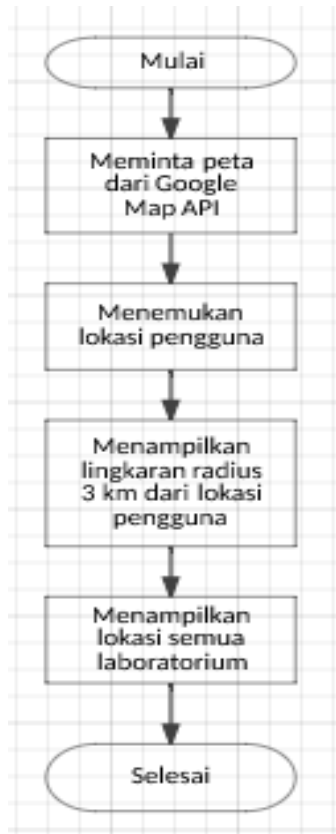 Mulai
Meminta peta
dari Google
Map API
Menemukan
lokasi pengguna
Menampilkan
lingkaran radius
3 km dari lokasi
pengguna
Menampilkan
lokasi semua
laboratorium
Selesai